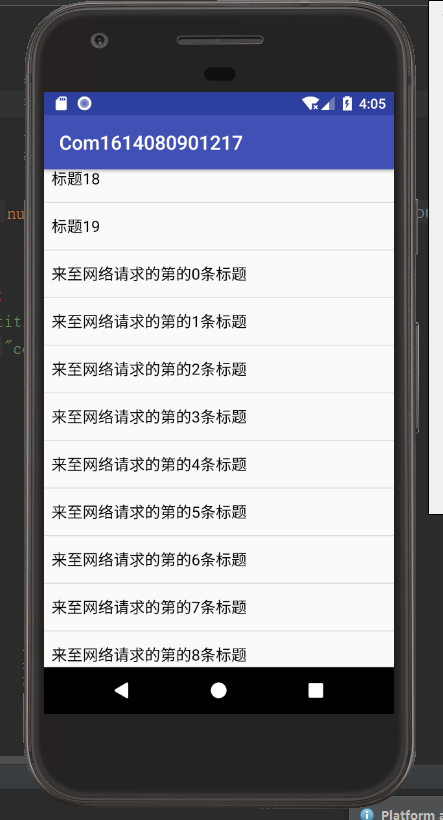 4:05
Com1614080901217
标题18
nu
标题19
来至网络请求的第的0条标题
来至网络请求的第的1条标题
tit
"co
来至网络请求的第的2条标题
来至网络请求的第的3条标题
来至网络请求的第的4条标题
来至网络请求的第的5条标题
来至网络请求的第的6条标题
来至网络请求的第的7条标题
来至网络请求的第的8条标题
Platform a